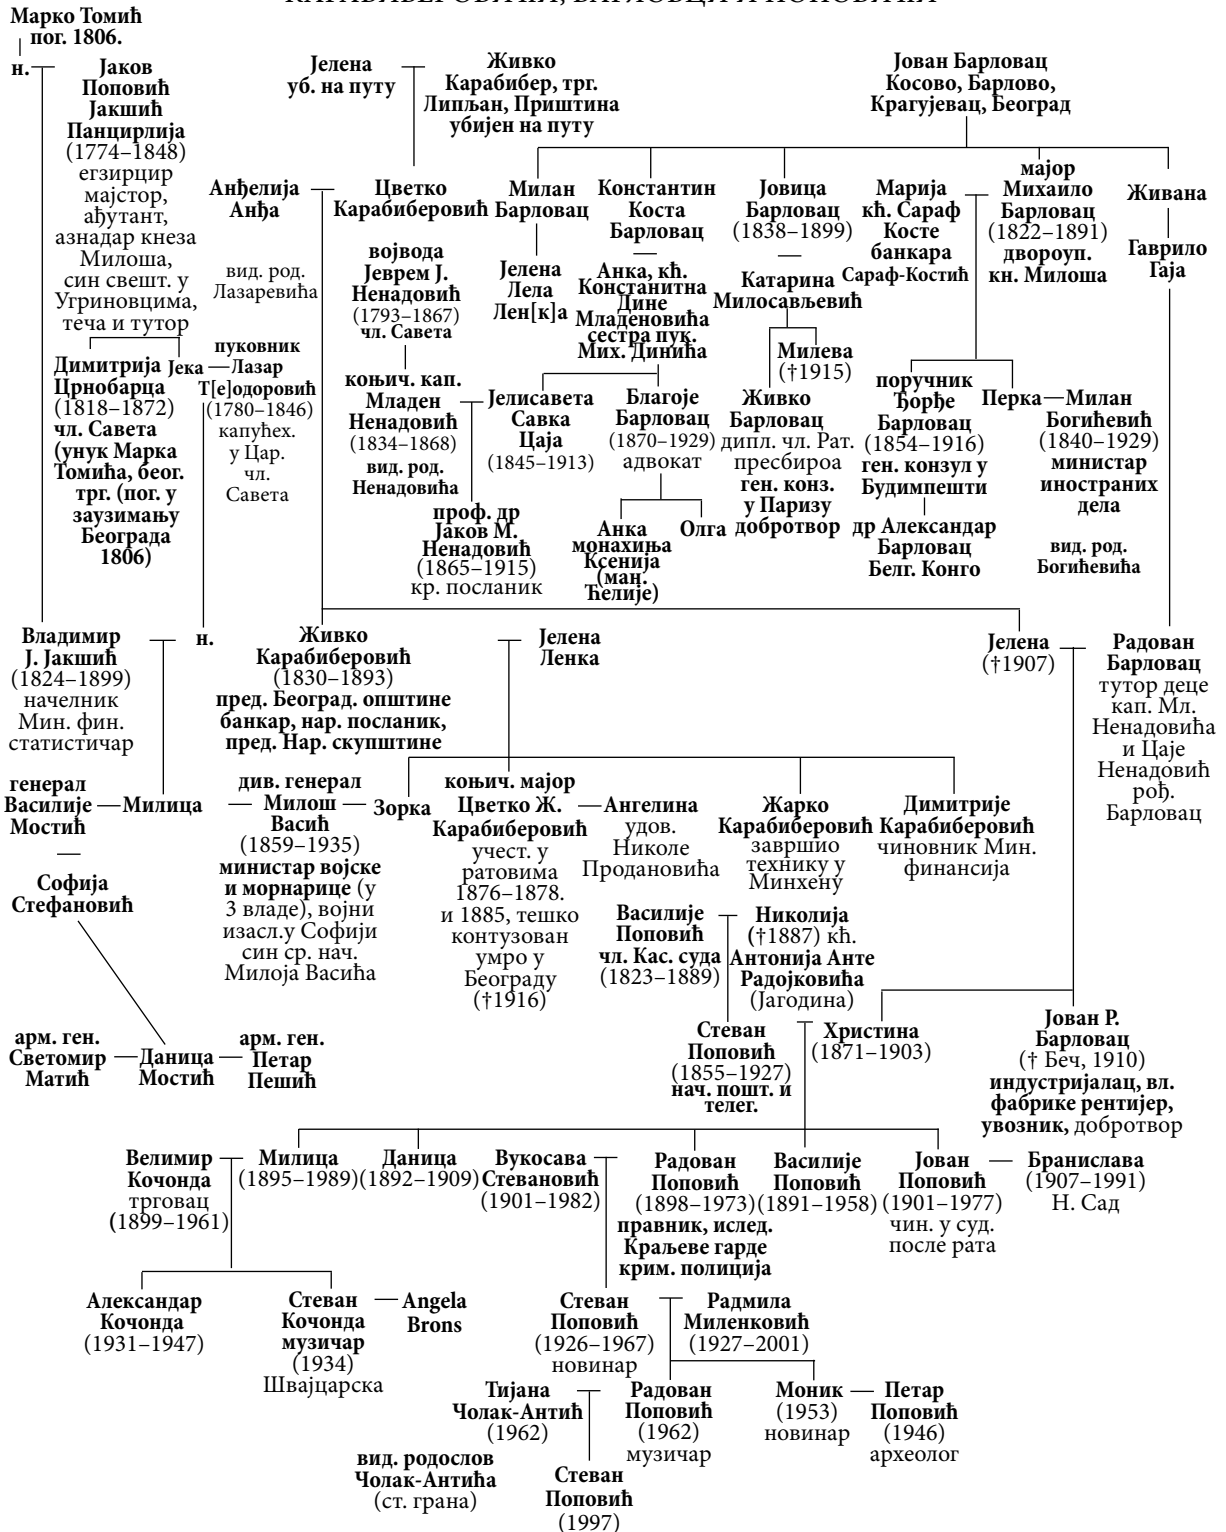 Марко Томић
пог. 1806.
н.
Јаков
Поповић
Јакшић
Панцирлија
(1774–1848)
егзирцир
мајстор,
ађутант,
азнадар кнеза
Милоша,
син свешт. у
Угриновцима,
теча и тутор
Јелена
уб. на путу
Живко
Карабибер, трг.
Липљан, Приштина
убијен на путу
Јован Барловац
Косово, Барлово,
Крагујевац, Београд
Анђелија
Анђа
Цветко
Карабиберовић
Милан
Барловац
Константин
Коста
Барловац
Јовица
Барловац
(1838–1899)
Марија
кћ. Сараф
Косте
банкара
Сараф-Костић
мајор
Михаило
Барловац
(1822–1891)
двороуп.
кн. Милоша
Живана
Гаврило
Гаја
вид. род.
Лазаревића
војвода
Јеврем Ј.
Ненадовић
(1793–1867)
чл. Савета
Јелена
Лела
Лен[к]а
Анка, кћ.
Констанитна
Дине
Младеновића
сестра пук.
Мих. Динића
Катарина
Милосављевић
Милева
(†1915)
Димитрија
Црнобарца
(1818–1872)
чл. Савета
(унук Марка
Томића, беог.
трг. (пог. у
заузимању
Београда
1806)
Јека
пуковник
Лазар
Т[е]одоровић
(1780–1846)
капућех.
у Цар.
чл.
Савета
коњич. кап.
Младен
Ненадовић
(1834–1868)
вид. род.
Ненадовића
Јелисавета
Савка
Цаја
(1845–1913)
Благоје
Барловац
(1870–1929)
адвокат
Живко
Барловац
дипл. чл. Рат.
пресбироа
ген. конз.
у Паризу
добротвор
поручник
Ђорђе
Барловац
(1854–1916)
ген. конзул у
Будимпешти
Перка
Милан
Богићевић
(1840–1929)
министар
иностраних
дела
проф. др
Јаков М.
Ненадовић
(1865–1915)
кр. посланик
Анка
монахиња
Ксенија
(ман.
Ћелије)
Олга
др Александар
Барловац
Белг. Конго
вид. род.
Богићевића
Владимир
Ј. Јакшић
(1824–1899)
начелник
Мин. фин.
статистичар
н.
Живко
Карабиберовић
(1830–1893)
пред. Београд. општине
банкар, нар. посланик,
пред. Нар. скупштине
Јелена
Ленка
Јелена
(†1907)
Радован
Барловац
тутор деце
кап. Мл.
Ненадовића
и Цаје
Ненадовић
рођ.
Барловац
генерал
Василије
Мостић
Милица
див. генерал
Милош
Васић
(1859–1935)
министар војске
и морнарице (у
3 владе), војни
изасл.у Софији
син ср. нач.
Милоја Васића
Зорка
коњич. мајор
Цветко Ж.
Карабиберовић
учест. у
ратовима
1876–1878.
и 1885, тешко
контузован
умро у
Београду
(†1916)
Ангелина
удов.
Николе
Продановића
Жарко
Карабиберовић
завршио
технику у
Минхену
Димитрије
Карабиберовић
чиновник Мин.
финансија
Софија
Стефановић
Василије
Поповић
чл. Кас. суда
(1823–1889)
Николија
(†1887) кћ.
Антонија Анте
Радојковића
(Јагодина)
арм. ген.
Светомир
Матић
Даница
Мостић
арм. ген.
Петар
Пешић
Стеван
Поповић
(1855–1927)
нач. пошт. и
телег.
Христина
(1871–1903)
Јован Р.
Барловац
(† Беч, 1910)
индустријалац, вл.
фабрике рентијер,
увозник, добротвор
Велимир
Кочонда
трговац
(1899–1961)
Милица
(1895–1989)
Даница
(1892–1909)
Вукосава
Стевановић
(1901–1982)
Радован
Поповић
(1898–1973)
правник, ислед.
Краљеве гарде
крим. полиција
Василије
Поповић
(1891–1958)
Јован
Поповић
(1901–1977)
чин. у суд.
после рата
Бранислава
(1907–1991)
Н. Сад
Александар
Кочонда
(1931–1947)
Стеван
Кочонда
музичар
(1934)
Швајцарска
Angela
Brons
Стеван
Поповић
(1926–1967)
новинар
Радмила
Миленковић
(1927–2001)
Тијана
Чолак-Антић
(1962)
Радован
Поповић
(1962)
музичар
Моник
(1953)
новинар
Петар
Поповић
(1946)
археолог
вид. родослов
Чолак-Антића
(ст. грана)
Стеван
Поповић
(1997)